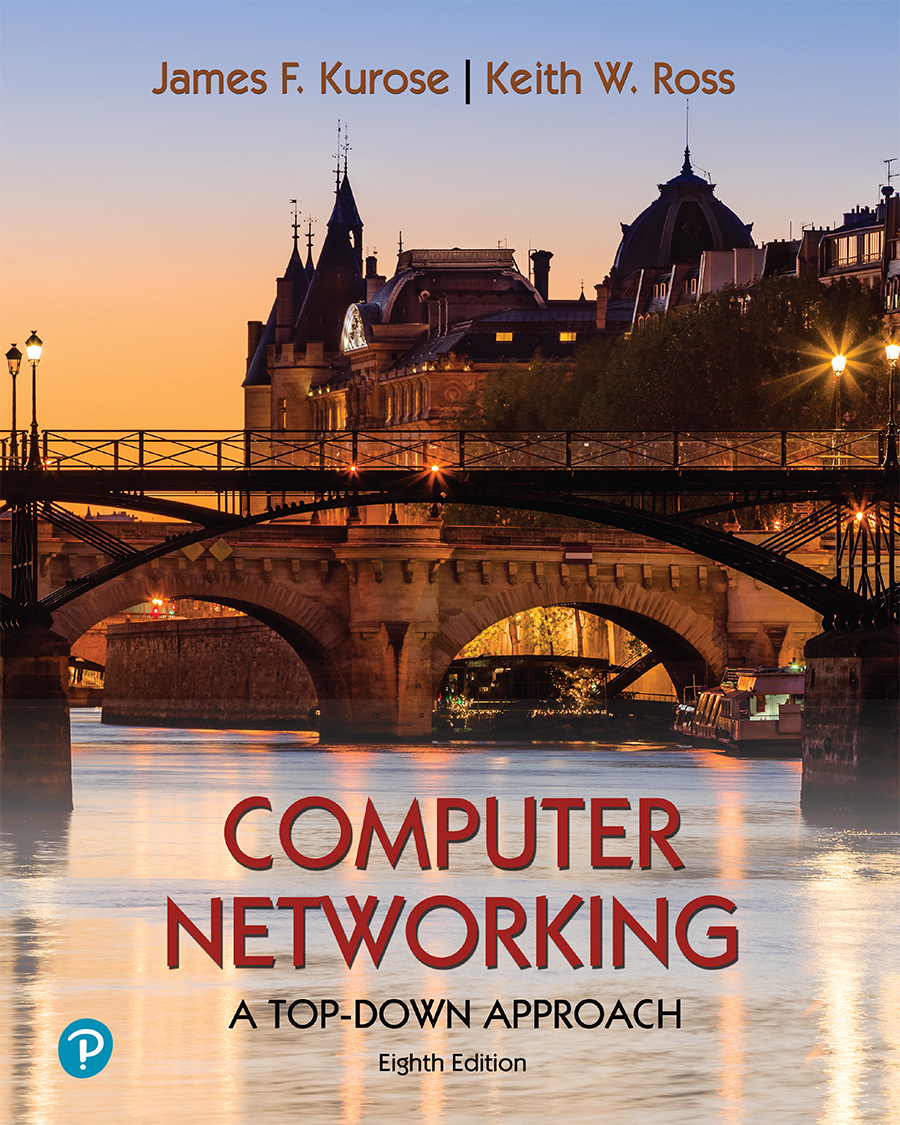 James F. Kurose | Keith W. Ross
COMPUTER
NETWORKING
A TOP-DOWN APPROACH
Eighth Edition
P